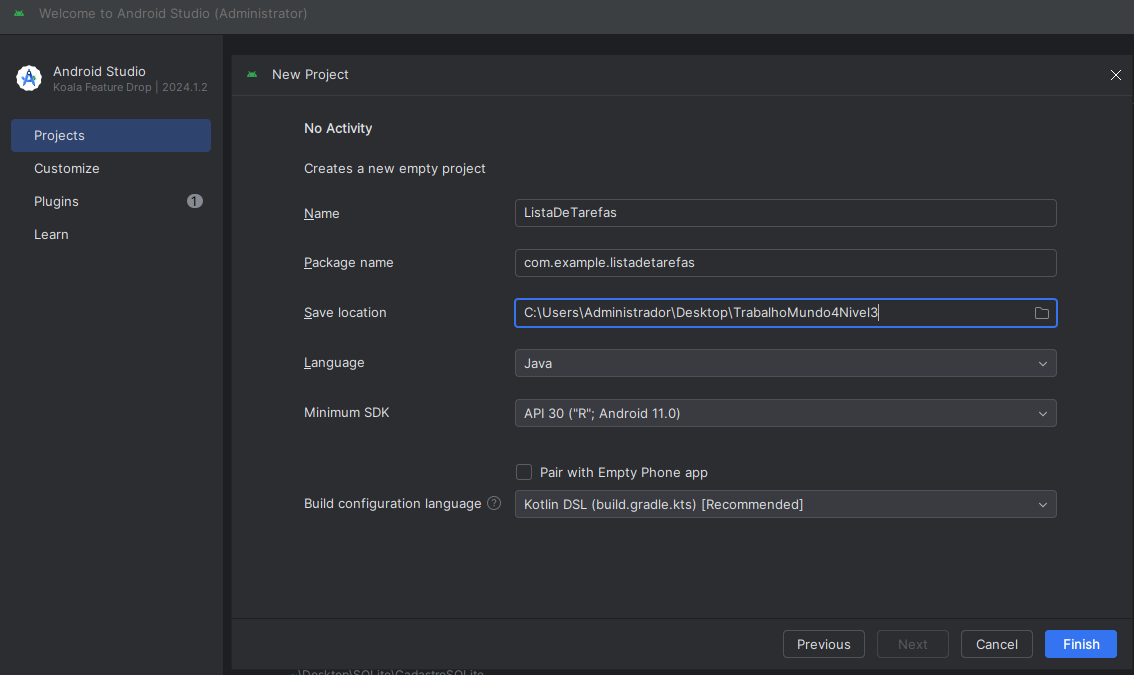 Welcome to Android Studio (Administrator)
Android Studio
Koala Feature Drop | 2024.1.2
Projects
Customize
Plugins 1
Learn
New Project
No Activity
Creates a new empty project
Name ListaDeTarefas
Package name com.example.listadetarefas
Save location C:\Users\Administrador\Desktop\TrabalhoMundo4Nivel3
Language Java
Minimum SDK API 30 ("R"; Android 11.0)
Pair with Empty Phone app
Build configuration language ? Kotlin DSL (build.gradle.kts) [Recommended]
Previous Next Cancel Finish
\Desktop\SQLite\CadastroSQLite